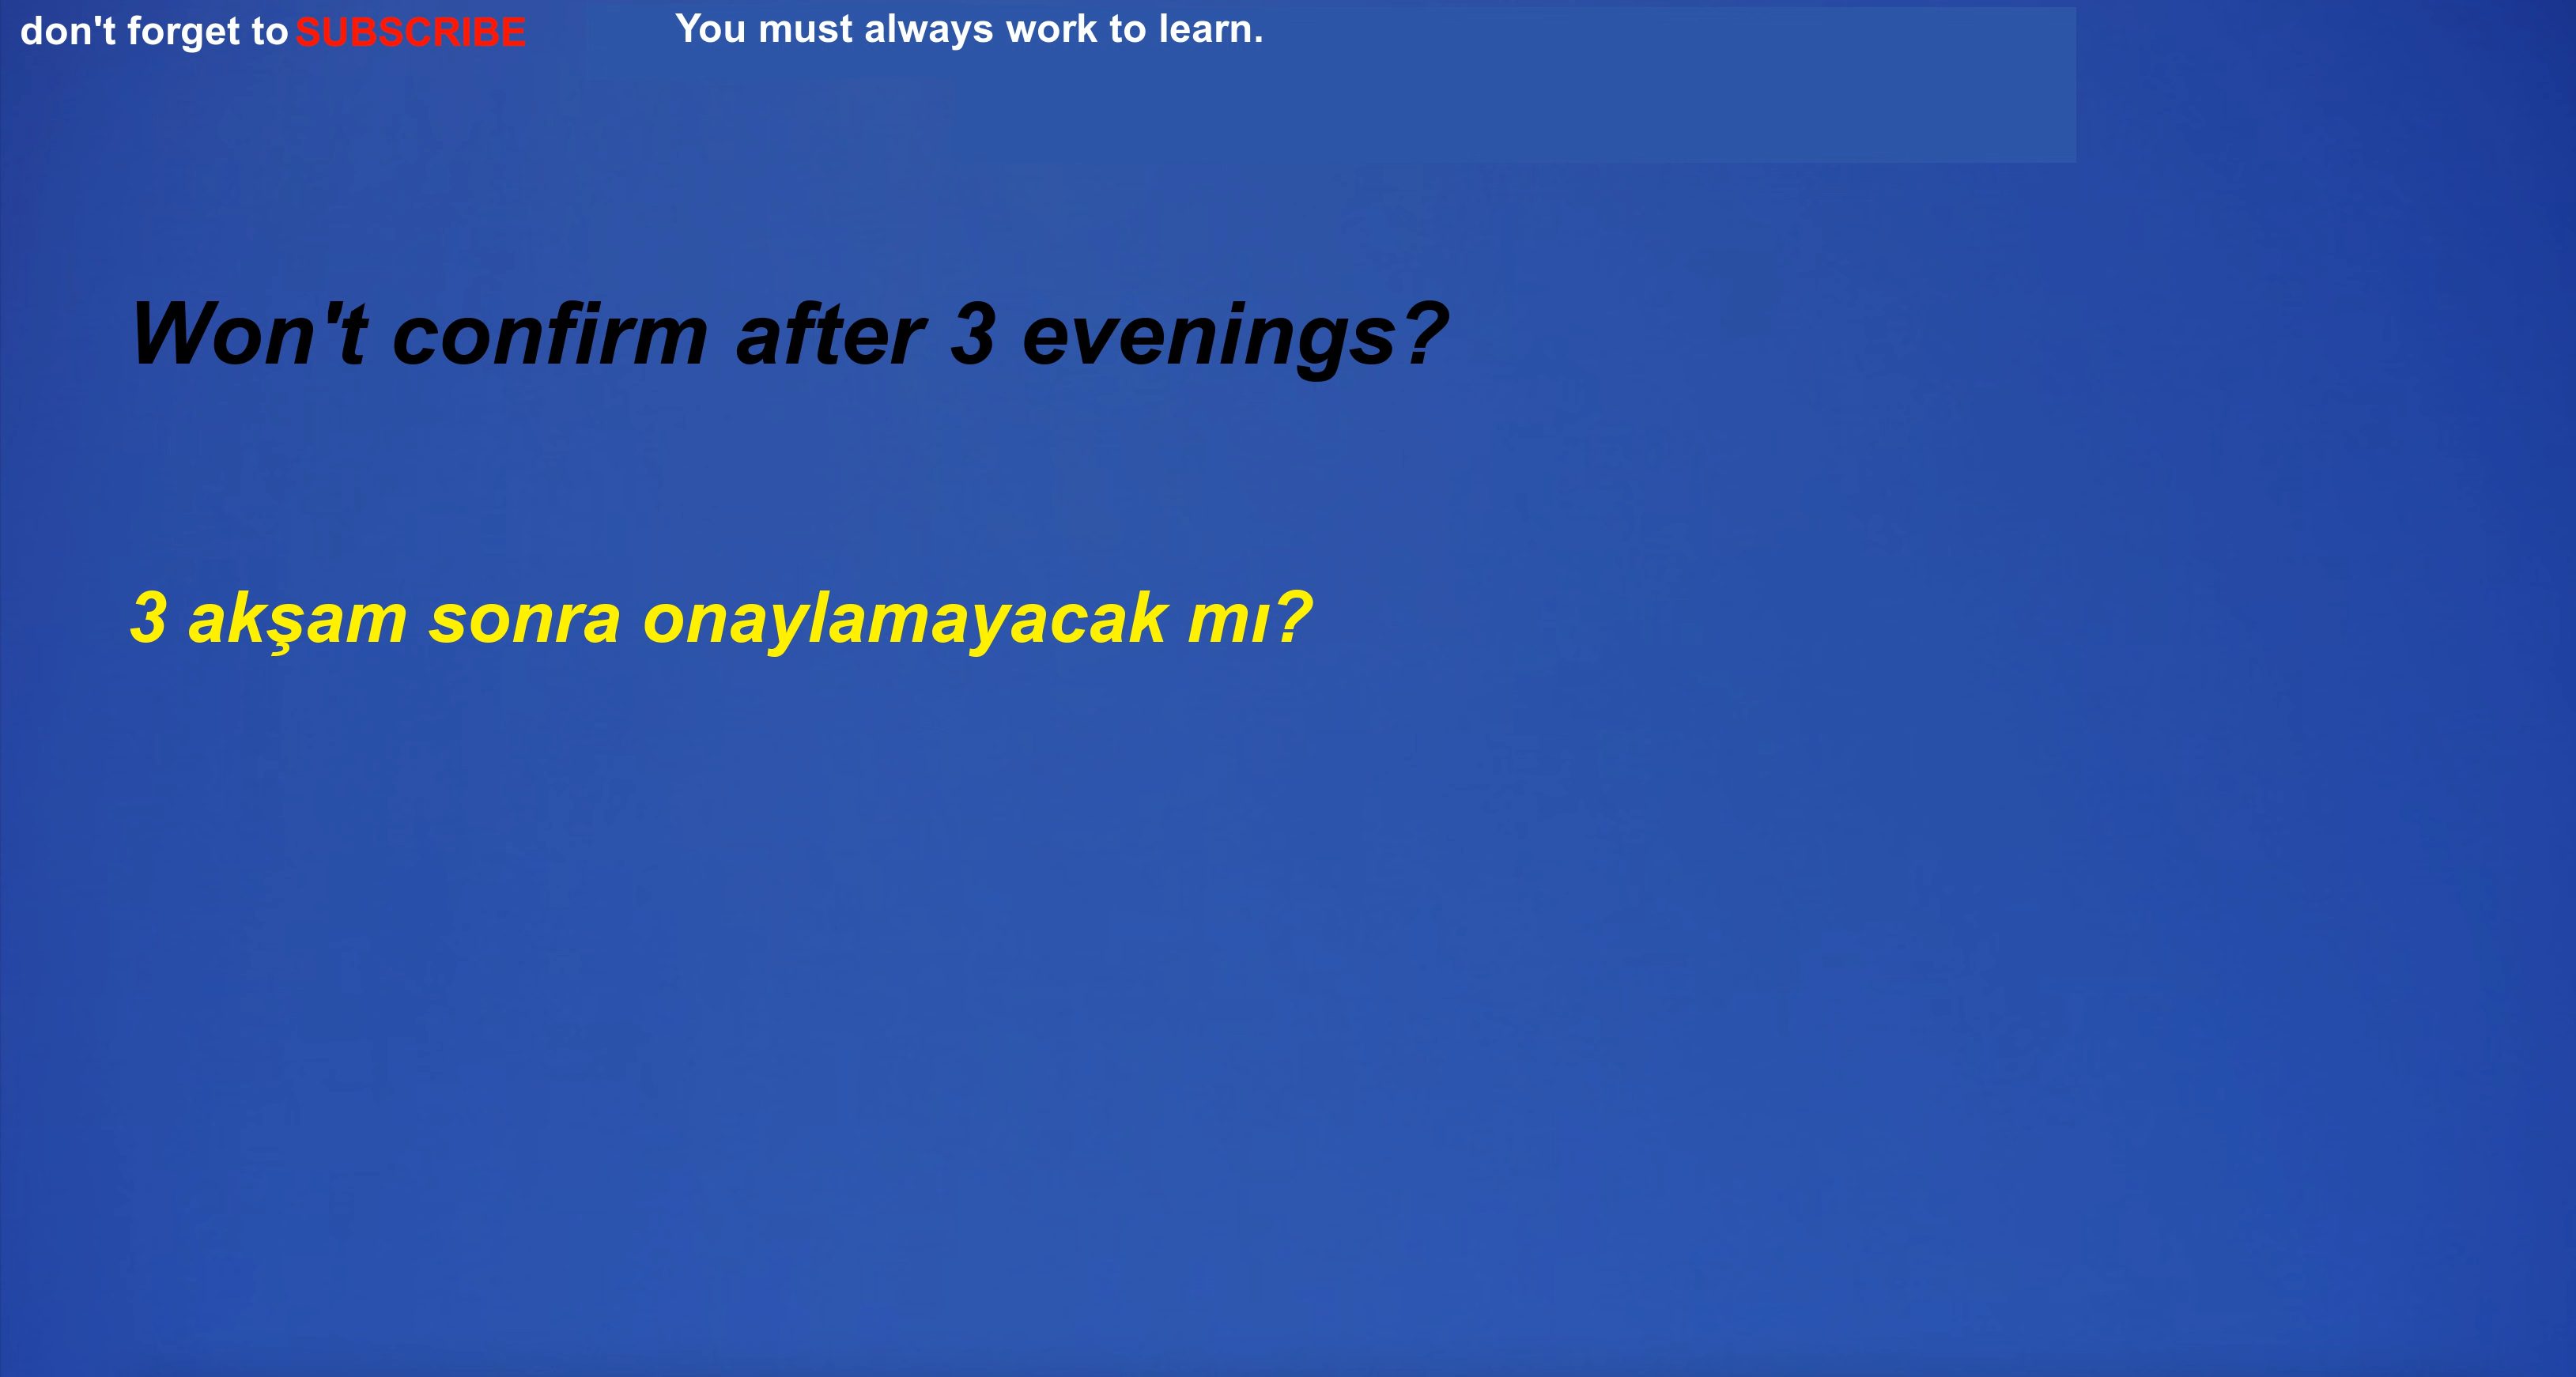 don't forget to SUBSCRIBE
You must always work to learn.
Won't confirm after 3 evenings?
3 akşam sonra onaylamayacak mı?